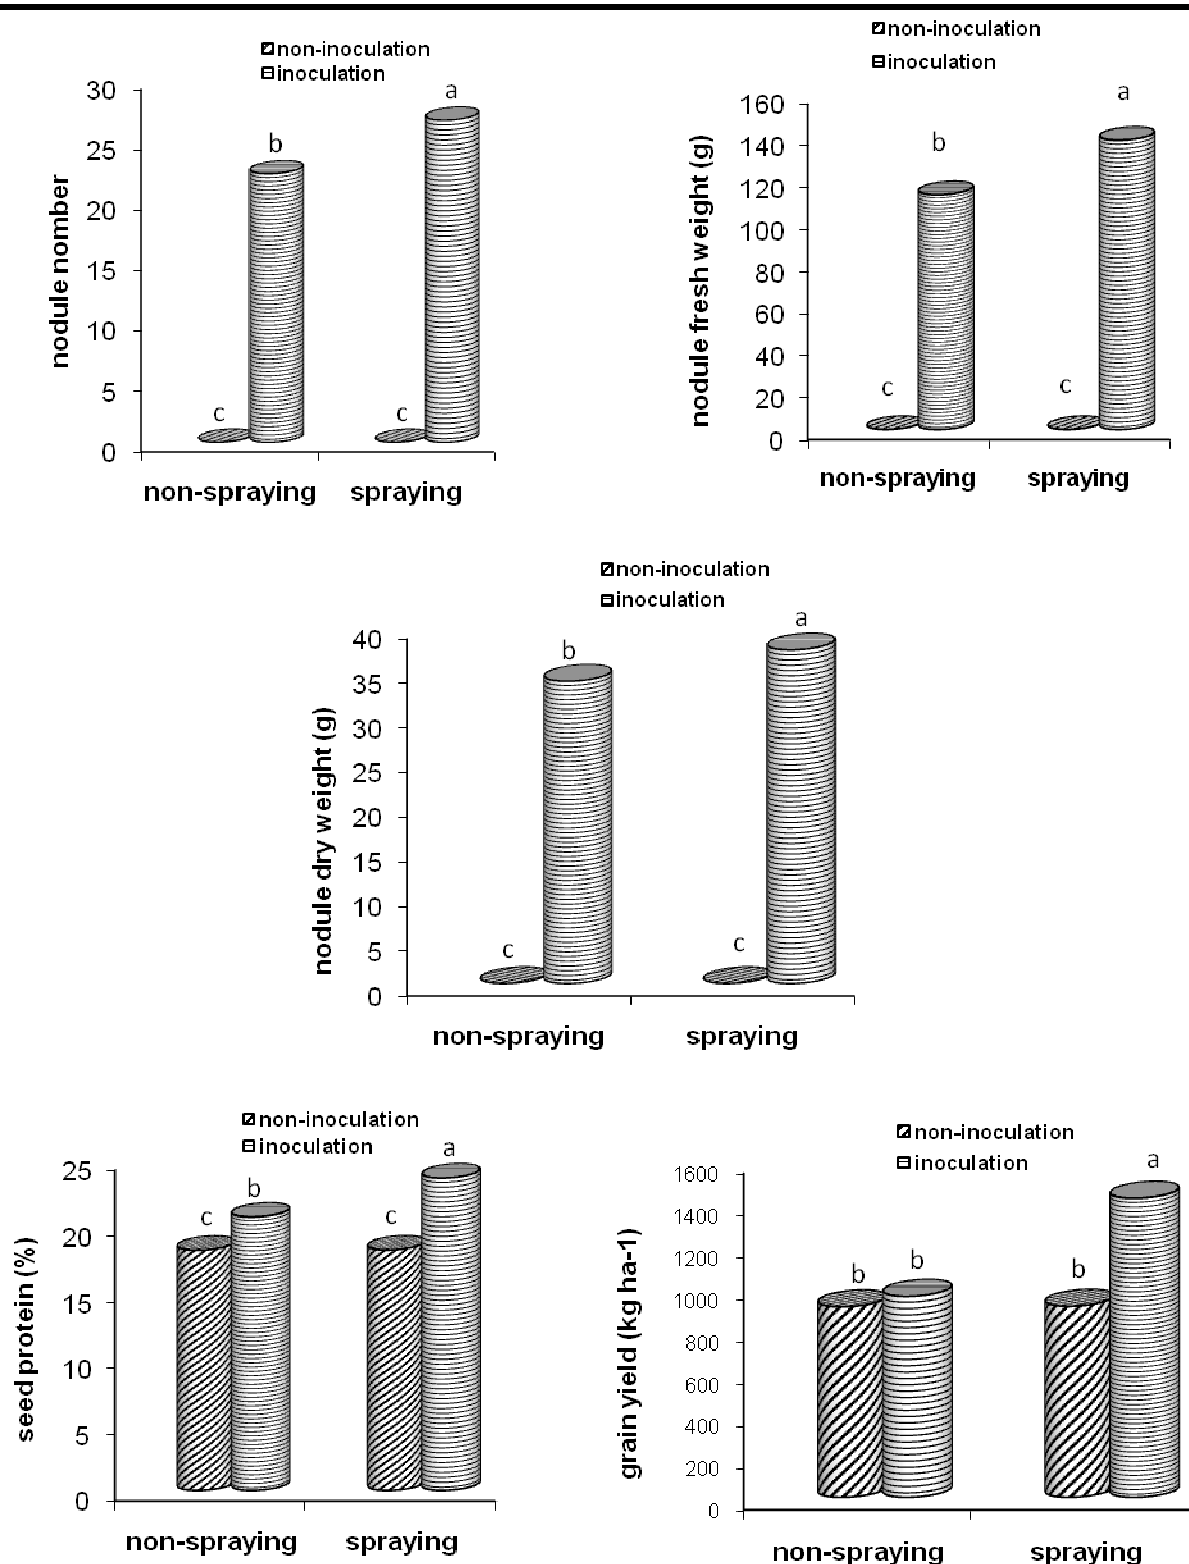 non-inoculation
inoculation
30
25
20
15
10
5
0
nodule nomber
b
a
c
c
non-spraying spraying
non-inoculation
inoculation
160
140
120
100
80
60
40
20
0
nodule fresh weight (g)
b
a
c
c
non-spraying spraying
non-inoculation
inoculation
40
35
30
25
20
15
10
5
0
nodule dry weight (g)
b
a
c
c
non-spraying spraying
non-inoculation
inoculation
25
20
15
10
5
0
seed protein (%)
c
b
c
a
non-spraying spraying
non-inoculation
inoculation
1600
1400
1200
1000
800
600
400
200
0
grain yield (kg ha-1)
b
b
b
a
non-spraying spraying